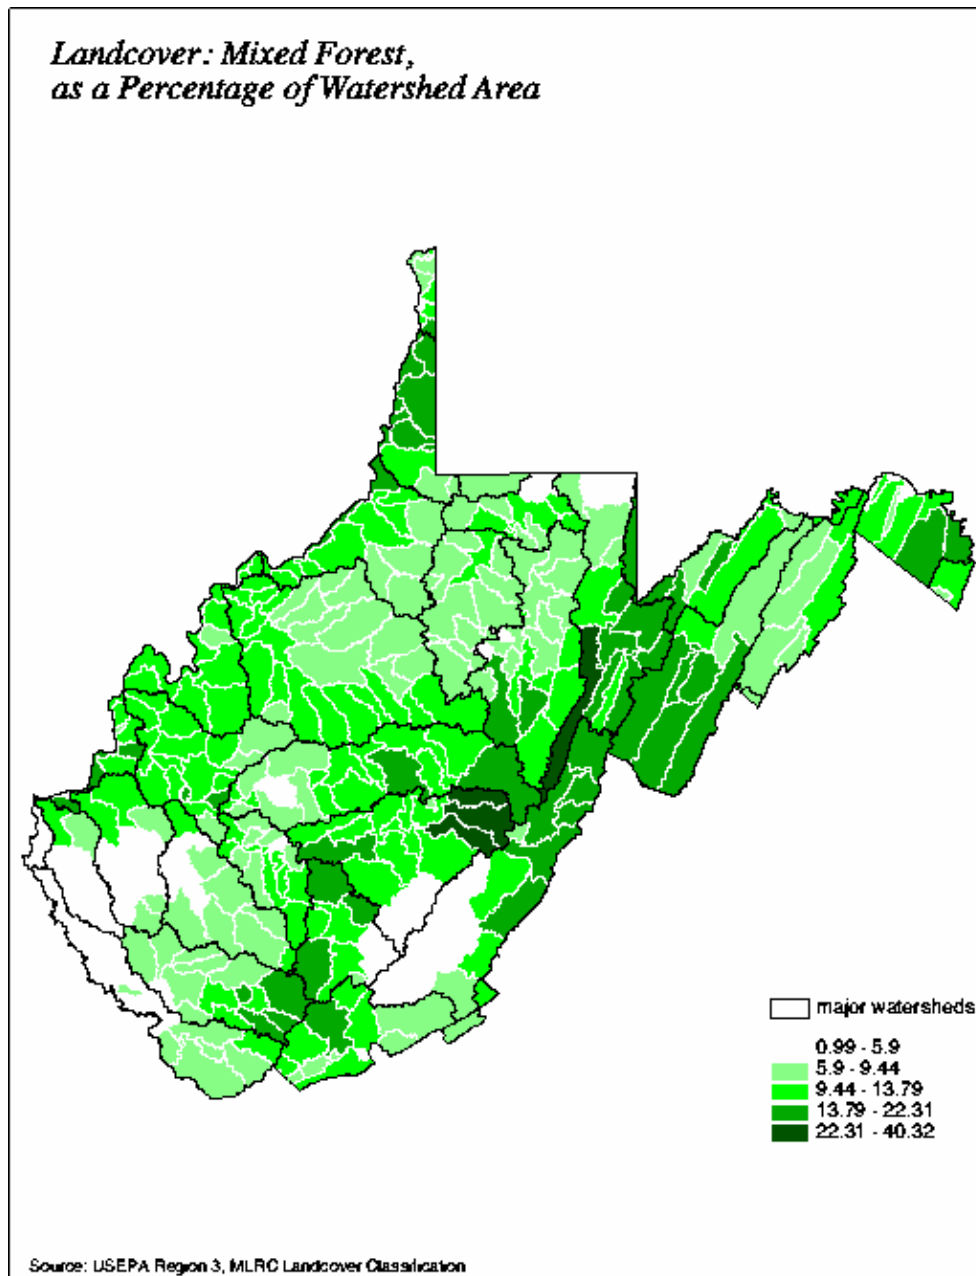 Landcover: Mixed Forest,
as a Percentage of Watershed Area
major watersheds
0.99 - 5.9
5.9 - 9.44
9.44 - 13.79
13.79 - 22.31
22.31 - 40.32
Source: USEPA Region 3, MLRC Landcover Classification